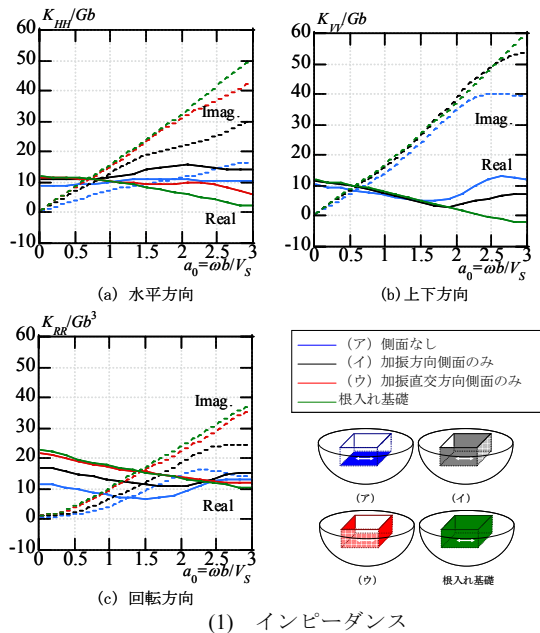 K_HH/Gb
60
50
40
30
20
10
0
-10
Imag.
Real
0 0.5 1 1.5 2 2.5 3
a_0=ωb/V_S
(a) 水平方向
K_VV/Gb
60
50
40
30
20
10
0
-10
Imag.
Real
0 0.5 1 1.5 2 2.5 3
a_0=ωb/V_S
(b) 上下方向
K_RR/Gb^3
60
50
40
30
20
10
0
-10
Imag.
Real
0 0.5 1 1.5 2 2.5 3
a_0=ωb/V_S
(c) 回転方向
(ア) 側面なし
(イ) 加振方向側面のみ
(ウ) 加振直交方向側面のみ
根入れ基礎
(ア)
(イ)
(ウ)
根入れ基礎
(1) インピーダンス